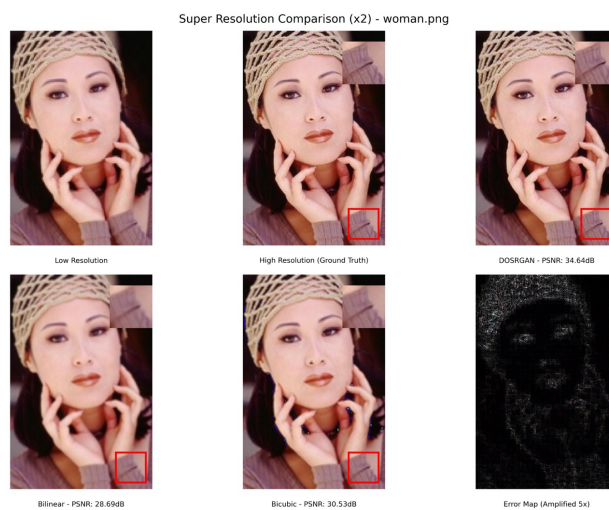 Super Resolution Comparison (x2) - woman.png
Low Resolution
High Resolution (Ground Truth)
DOSRGAN - PSNR: 34.64dB
Bilinear - PSNR: 28.69dB
Bicubic - PSNR: 30.53dB
Error Map (Amplified 5x)